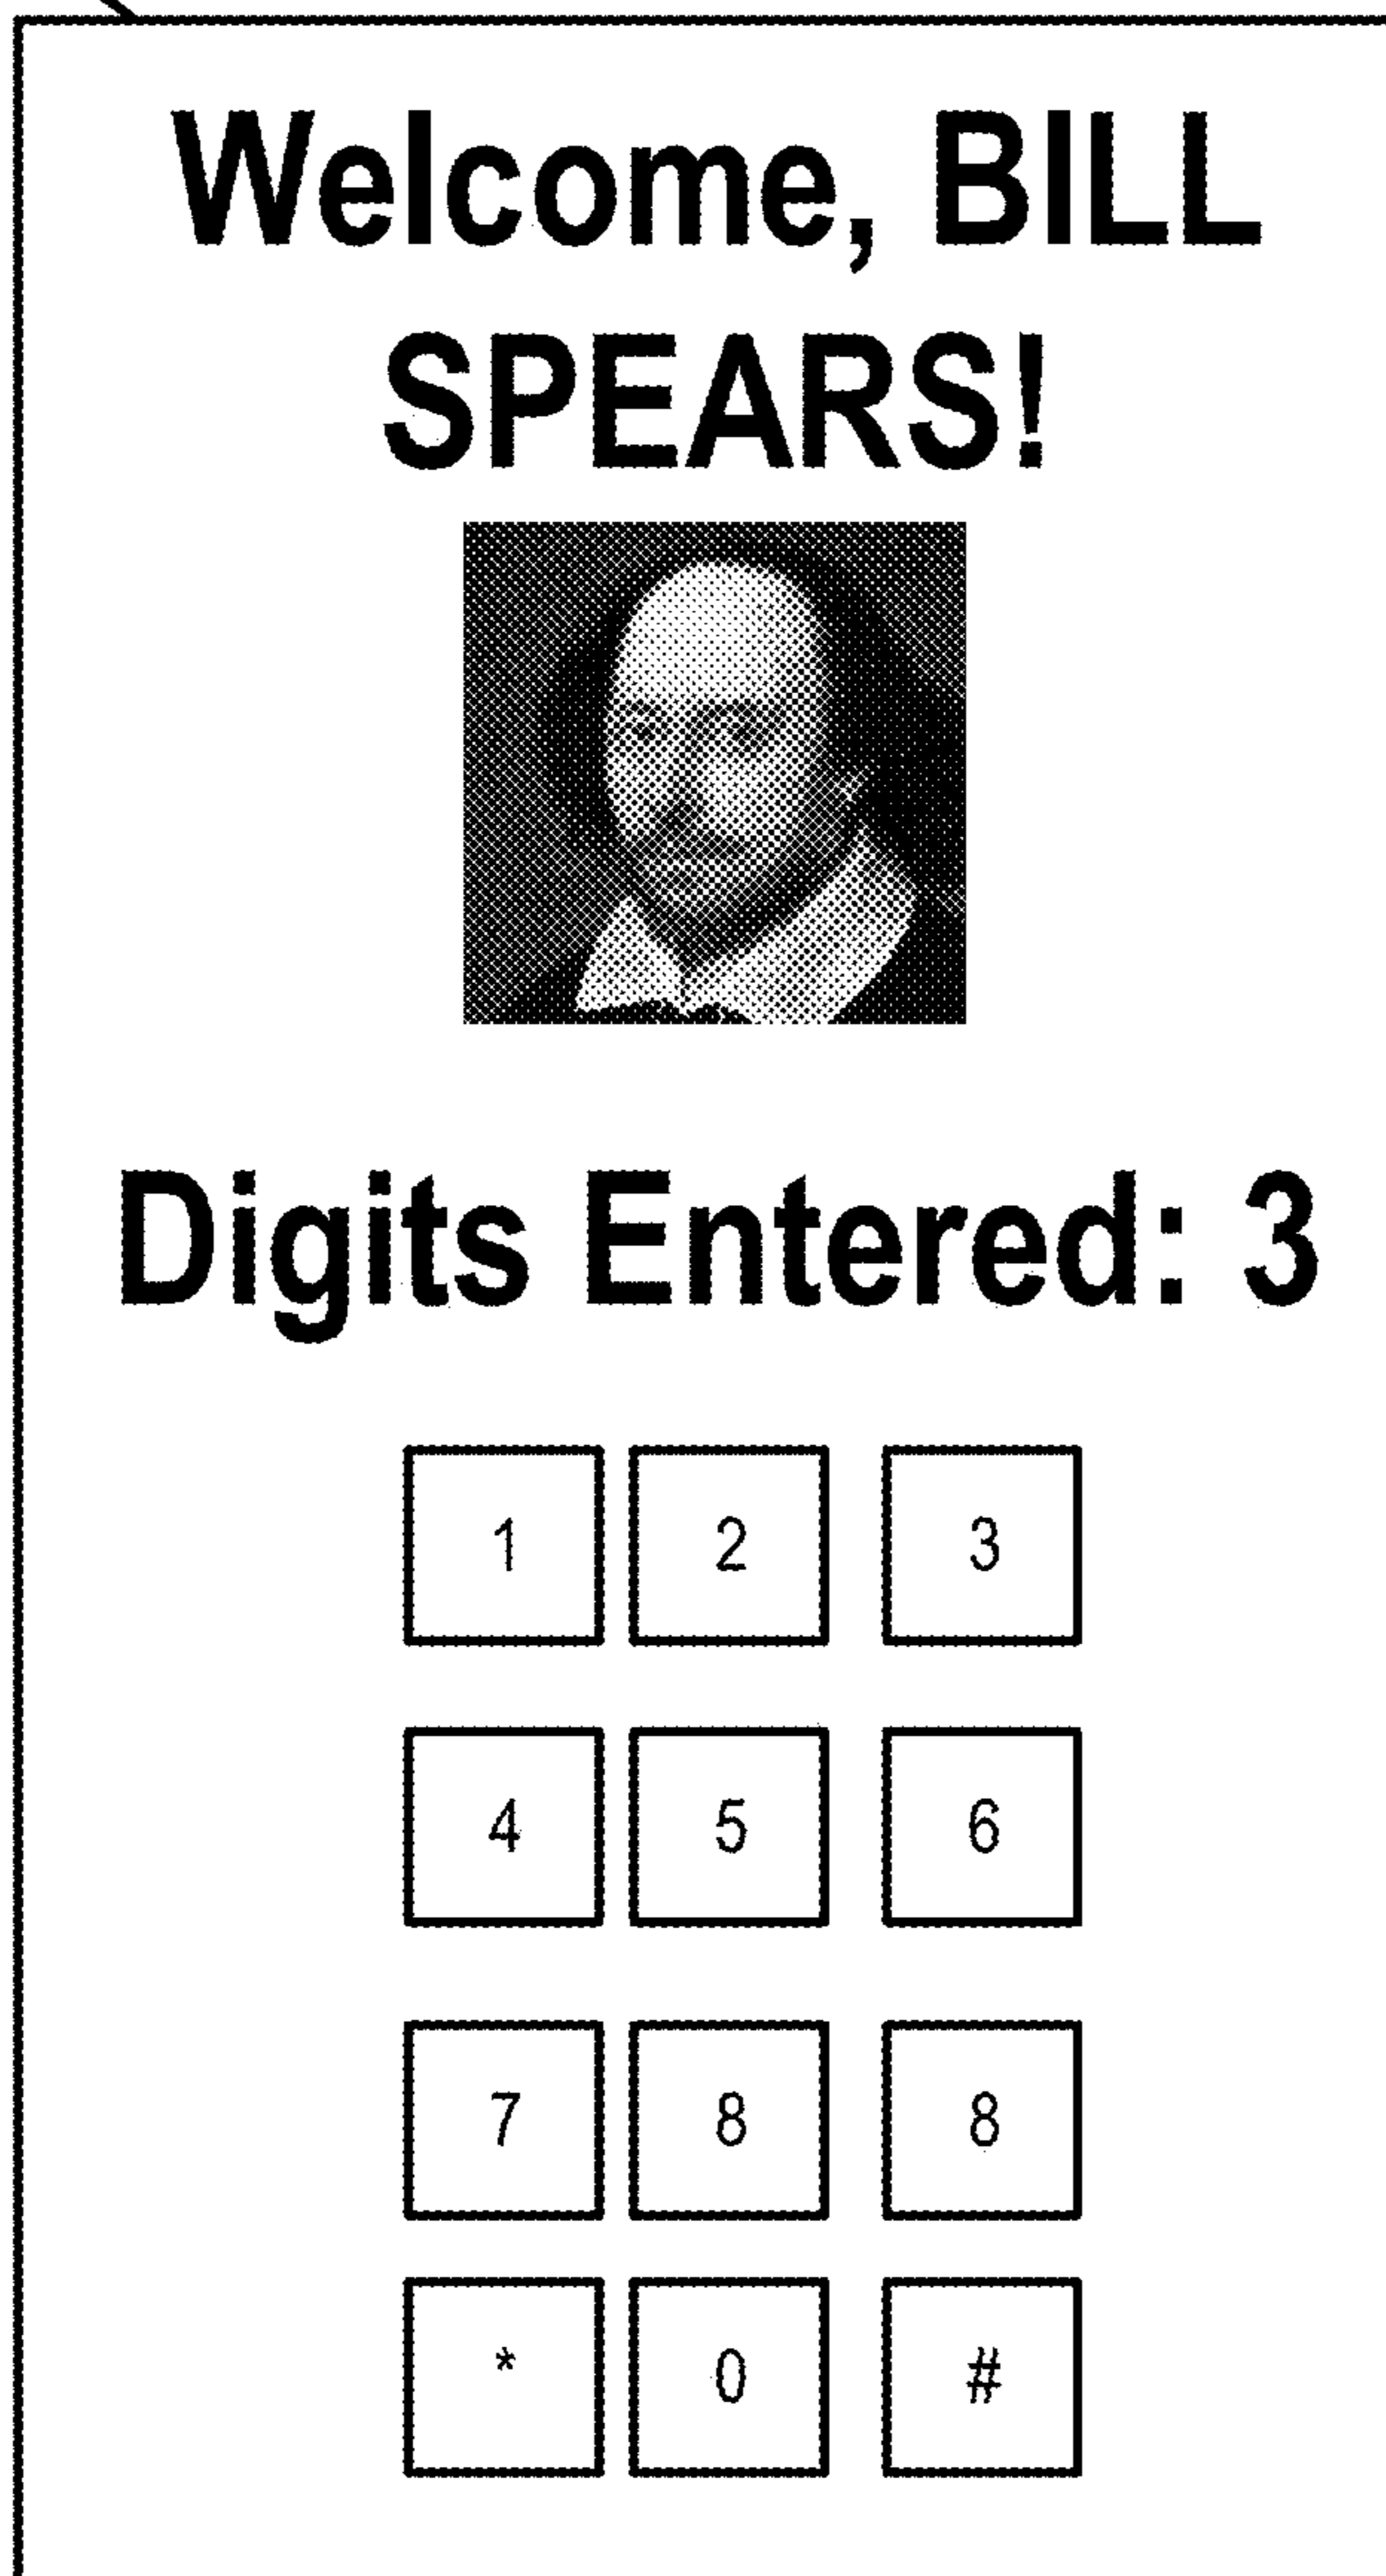 Welcome, BILL
SPEARS!
Digits Entered: 3
1 2 3
4 5 6
7 8 8
* 0 #